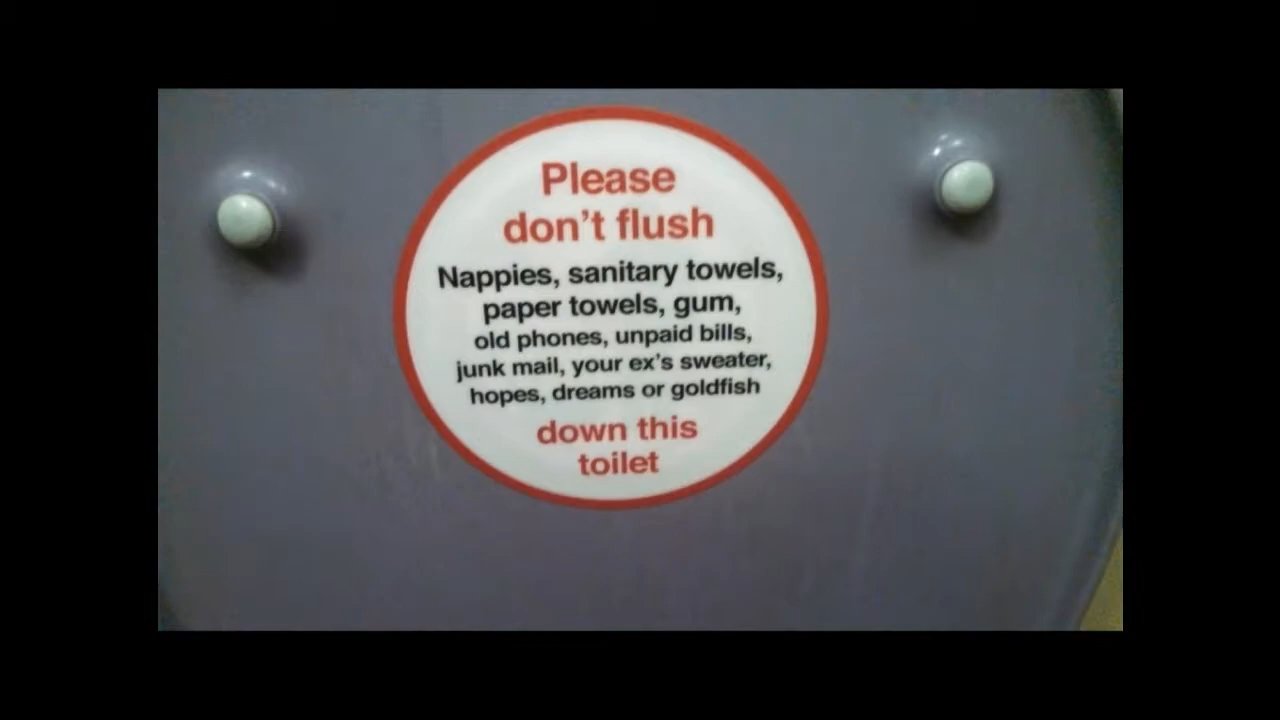 Please
don't flush
Nappies, sanitary towels,
paper towels, gum,
old phones, unpaid bills,
junk mail, your ex's sweater,
hopes, dreams or goldfish
down this
toilet